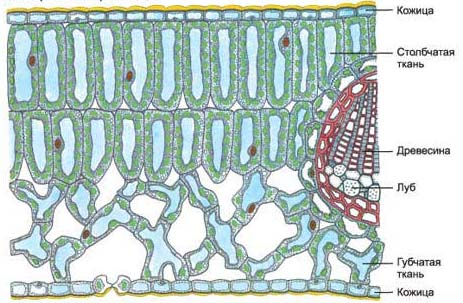 Кожица
Столбчатая
ткань
Древесина
Луб
Губчатая
ткань
Кожица